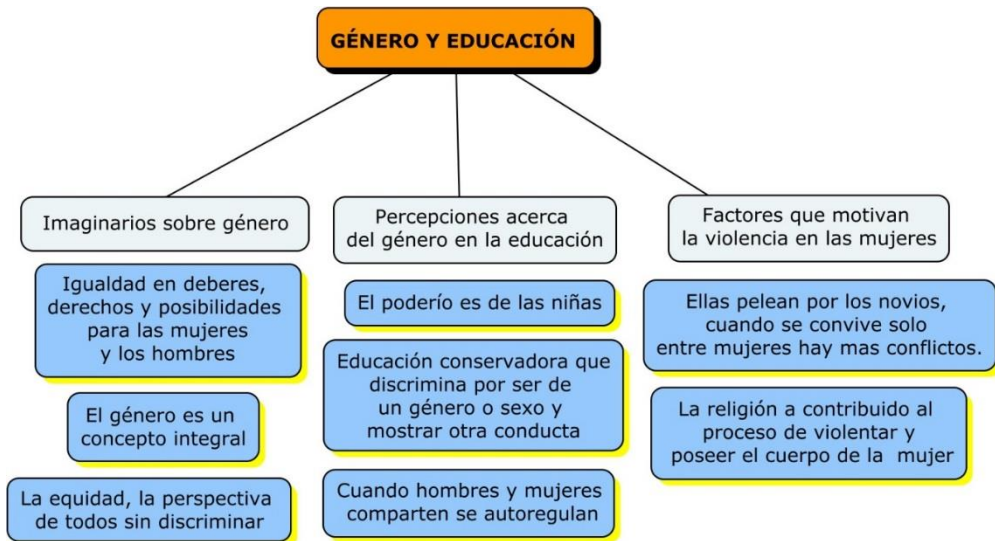 GÉNERO Y EDUCACIÓN
Imaginarios sobre género
Igualdad en deberes,
derechos y posibilidades
para las mujeres
y los hombres
El género es un
concepto integral
La equidad, la perspectiva
de todos sin discriminar
Percepciones acerca
del género en la educación
El poderío es de las niñas
Educación conservadora que
discrimina por ser de
un género o sexo y
mostrar otra conducta
Cuando hombres y mujeres
comparten se autoregulan
Factores que motivan
la violencia en las mujeres
Ellas pelean por los novios,
cuando se convive solo
entre mujeres hay mas conflictos.
La religión a contribuido al
proceso de violentar y
poseer el cuerpo de la mujer